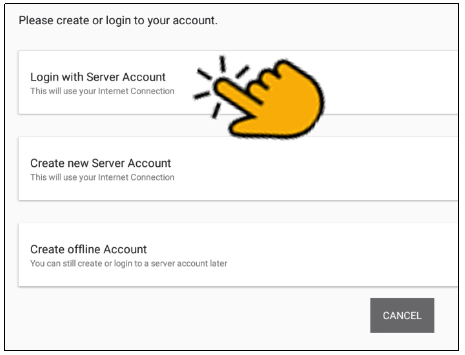 Please create or login to your account.
Login with Server Account
This will use your Internet Connection
Create new Server Account
This will use your Internet Connection
Create offline Account
You can still create or login to a server account later
CANCEL